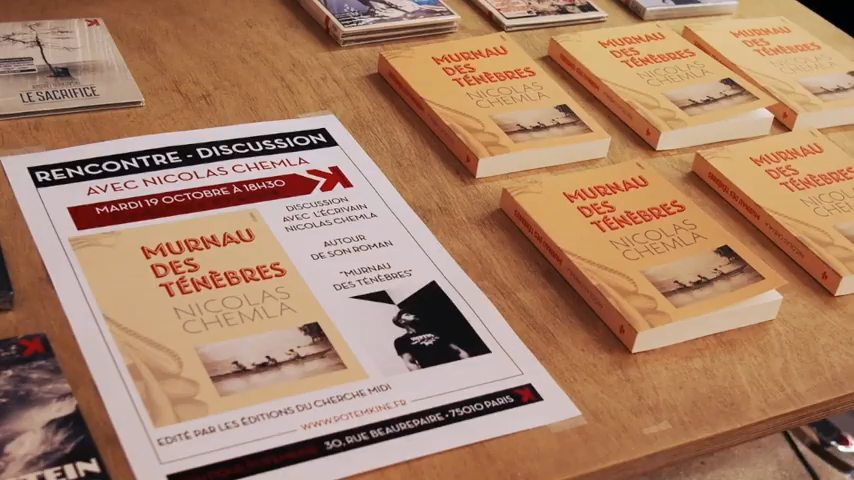 LE SACRIFICE
RENCONTRE - DISCUSSION
AVEC NICOLAS CHEMLA
MARDI 19 OCTOBRE À 18H30
DISCUSSION
AVEC L'ÉCRIVAIN
NICOLAS CHEMLA
AUTOUR
DE SON ROMAN
"MURNAU
DES TÉNÈBRES"
MURNAU
DES
TÉNÈBRES
NICOLAS
CHEMLA
EDITÉ PAR LES ÉDITIONS DU CHERCHE MIDI
WWW.POTEMKINE.FR
30, RUE BEAUREPAIRE - 75010 PARIS
MURNAU
DES
TÉNÈBRES
NICOLAS
CHEMLA
MURNAU
DES
TÉNÈBRES
NICOLAS
CHEMLA
MURNAU
DES
TÉNÈBRES
NICOLAS
CHEMLA
MURNAU
DES
TÉNÈBRES
NICOLAS
CHEMLA
MURNAU
DES
TÉNÈBRES
NICOLAS
CHEMLA